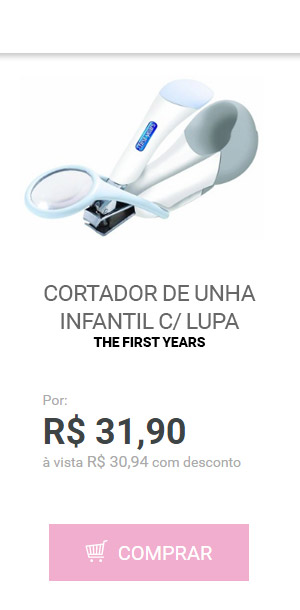 CORTADOR DE UNHA
INFANTIL C/ LUPA
THE FIRST YEARS
Por:
R$ 31,90
à vista R$ 30,94 com desconto
COMPRAR